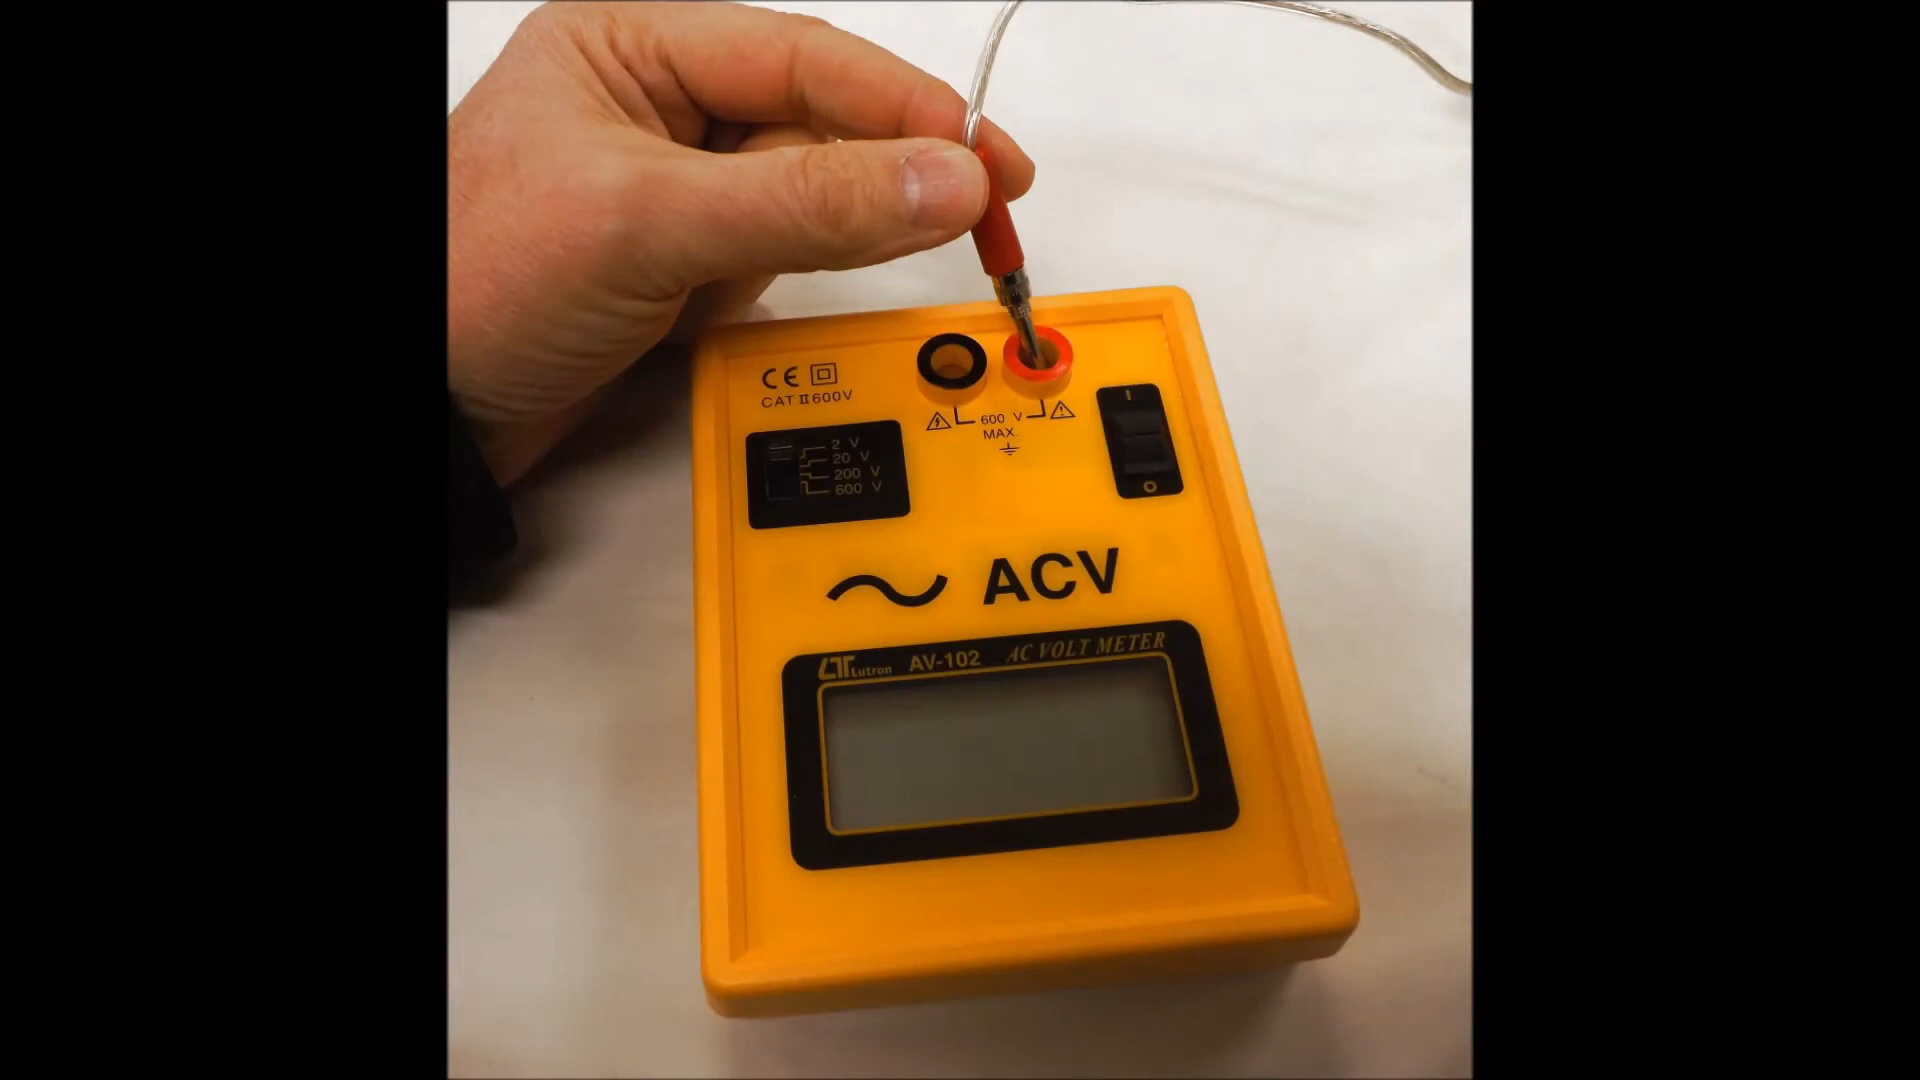 CE
CAT II 600V
600 V
MAX.
2 V
20 V
200 V
600 V
I
O
ACV
LT Lutron AV-102 AC VOLT METER